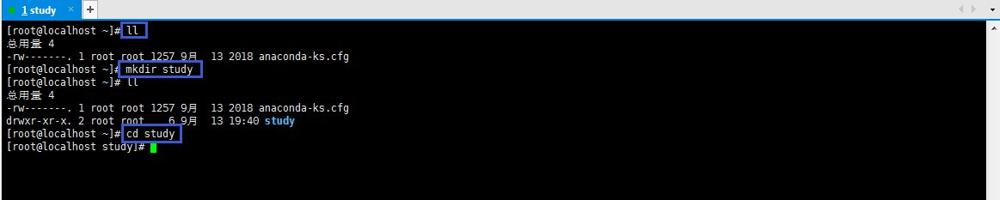 1 study × +
[root@localhost ~]# ll
总用量 4
-rw-------. 1 root root 1257 9月  13 2018 anaconda-ks.cfg
[root@localhost ~]# mkdir study
[root@localhost ~]# ll
总用量 4
-rw-------. 1 root root 1257 9月  13 2018 anaconda-ks.cfg
drwxr-xr-x. 2 root root    6 9月  13 19:40 study
[root@localhost ~]# cd study
[root@localhost study]#